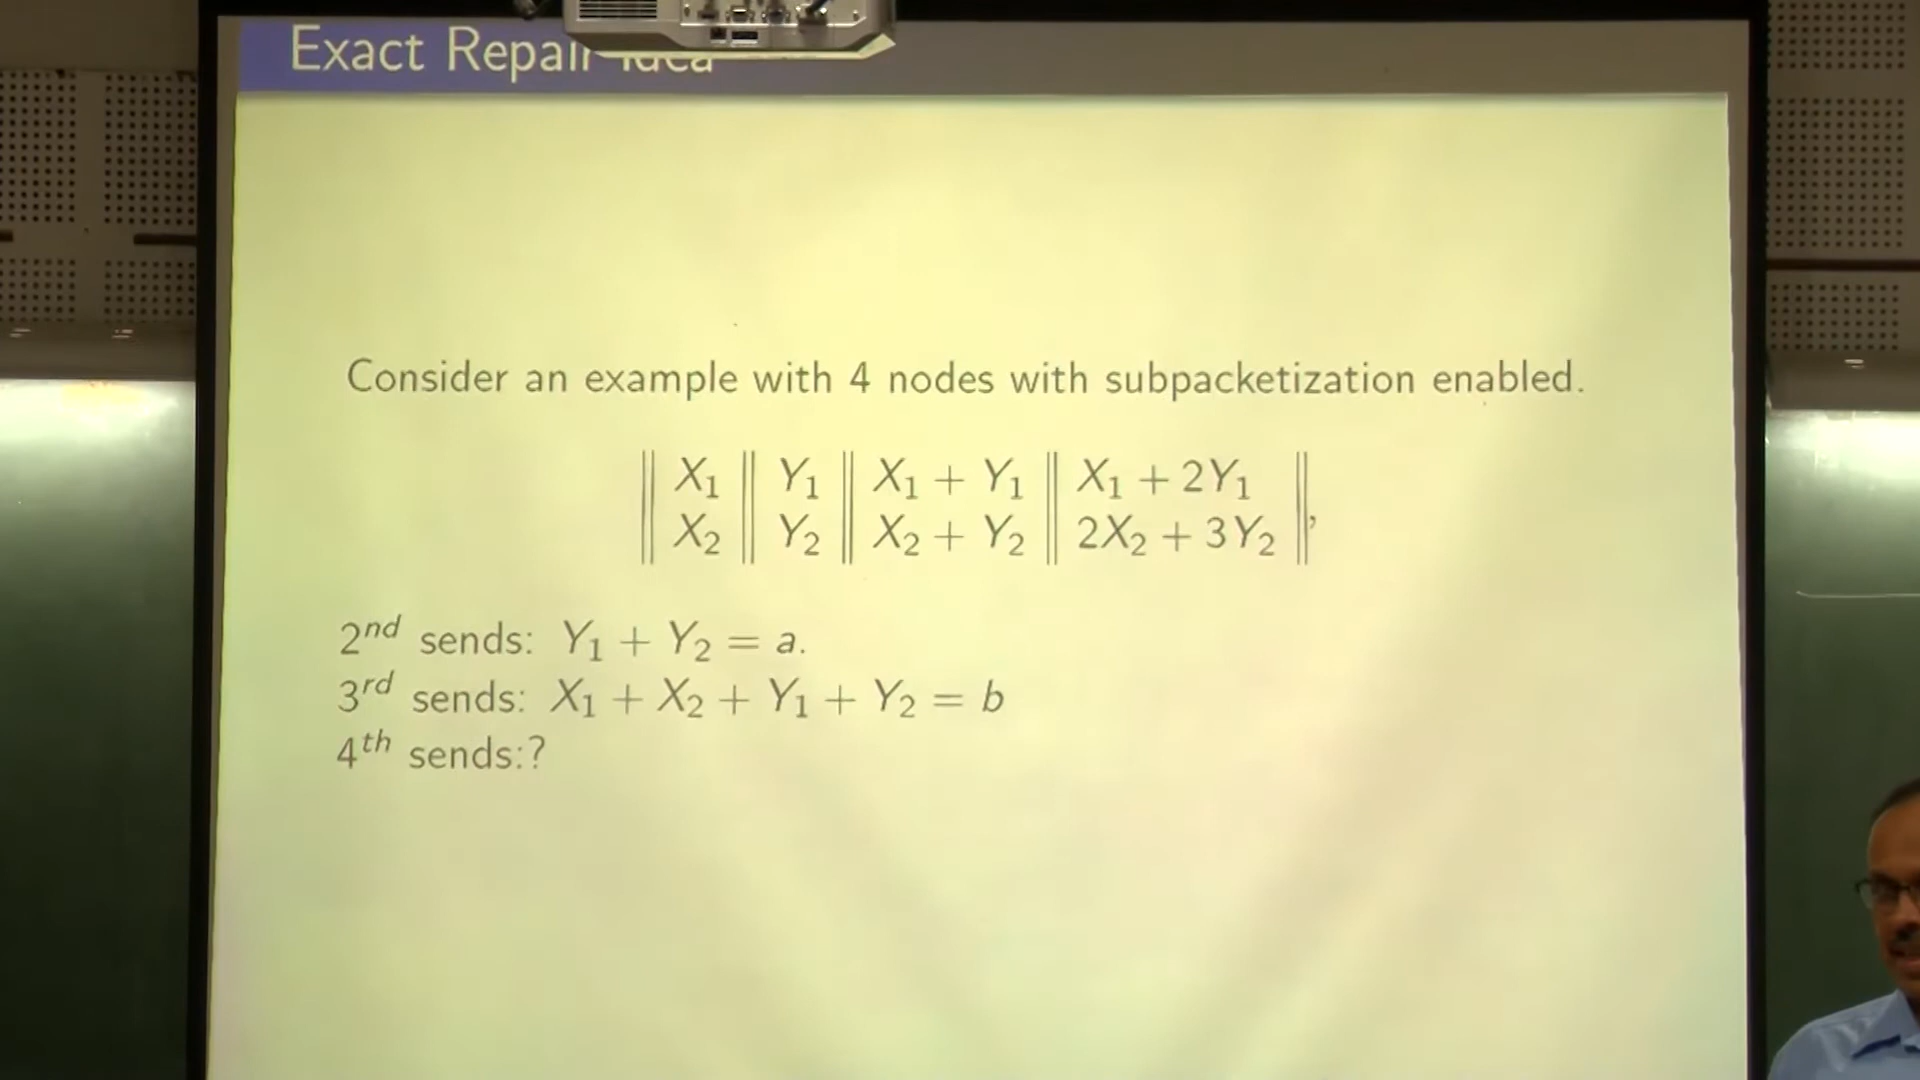 Exact Repair Idea
Consider an example with 4 nodes with subpacketization enabled.
‖ X₁ ‖ Y₁ ‖ X₁ + Y₁ ‖ X₁ + 2Y₁ ‖
‖ X₂ ‖ Y₂ ‖ X₂ + Y₂ ‖ 2X₂ + 3Y₂ ‖,
2ⁿᵈ sends: Y₁ + Y₂ = a.
3ʳᵈ sends: X₁ + X₂ + Y₁ + Y₂ = b
4ᵗʰ sends:?